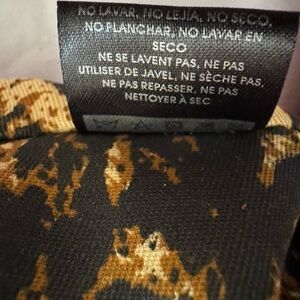 NO LAVAR, NO LEJIA, NO SECO,
NO PLANCHAR, NO LAVAR EN
SECO
NE SE LAVENT PAS, NE PAS
UTILISER DE JAVEL, NE SÈCHE PAS,
NE PAS REPASSER. NE PAS
NETTOYER À SEC